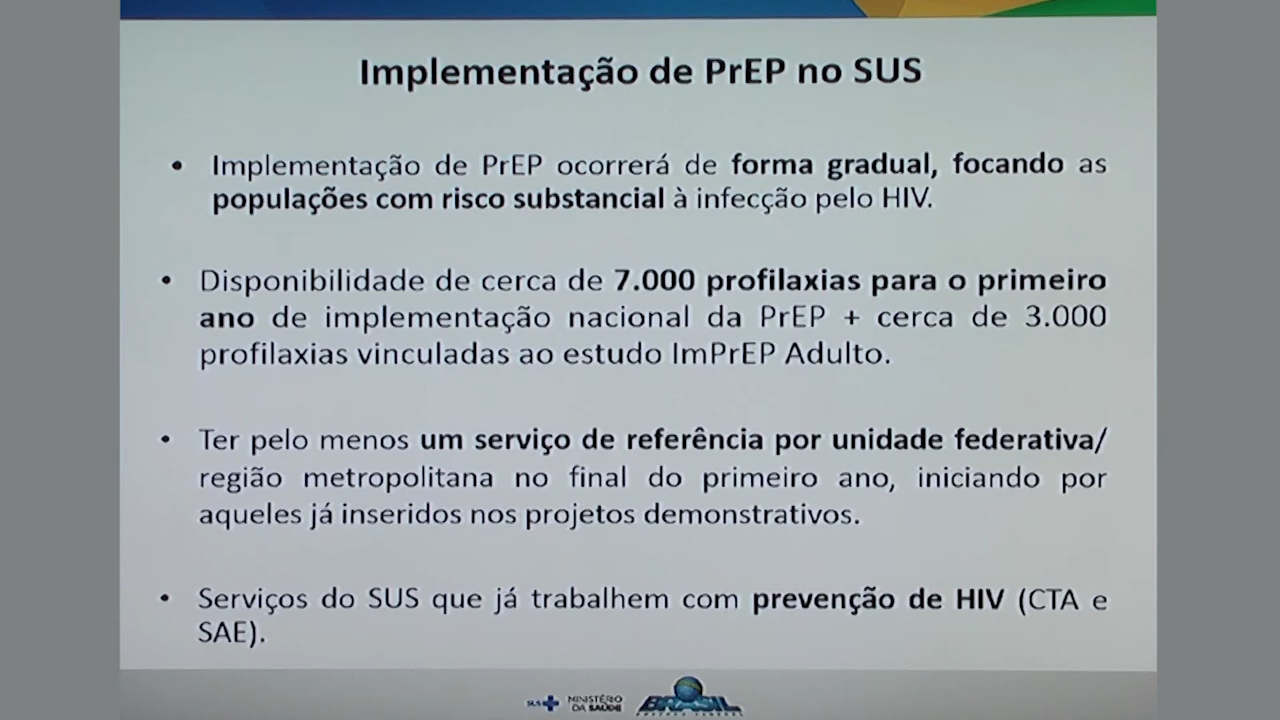 Implementação de PrEP no SUS
• Implementação de PrEP ocorrerá de forma gradual, focando as
populações com risco substancial à infecção pelo HIV.
• Disponibilidade de cerca de 7.000 profilaxias para o primeiro
ano de implementação nacional da PrEP + cerca de 3.000
profilaxias vinculadas ao estudo ImPrEP Adulto.
• Ter pelo menos um serviço de referência por unidade federativa/
região metropolitana no final do primeiro ano, iniciando por
aqueles já inseridos nos projetos demonstrativos.
• Serviços do SUS que já trabalhem com prevenção de HIV (CTA e
SAE).
SUS MINISTÉRIO
DA SAÚDE
BRASIL
GOVERNO FEDERAL